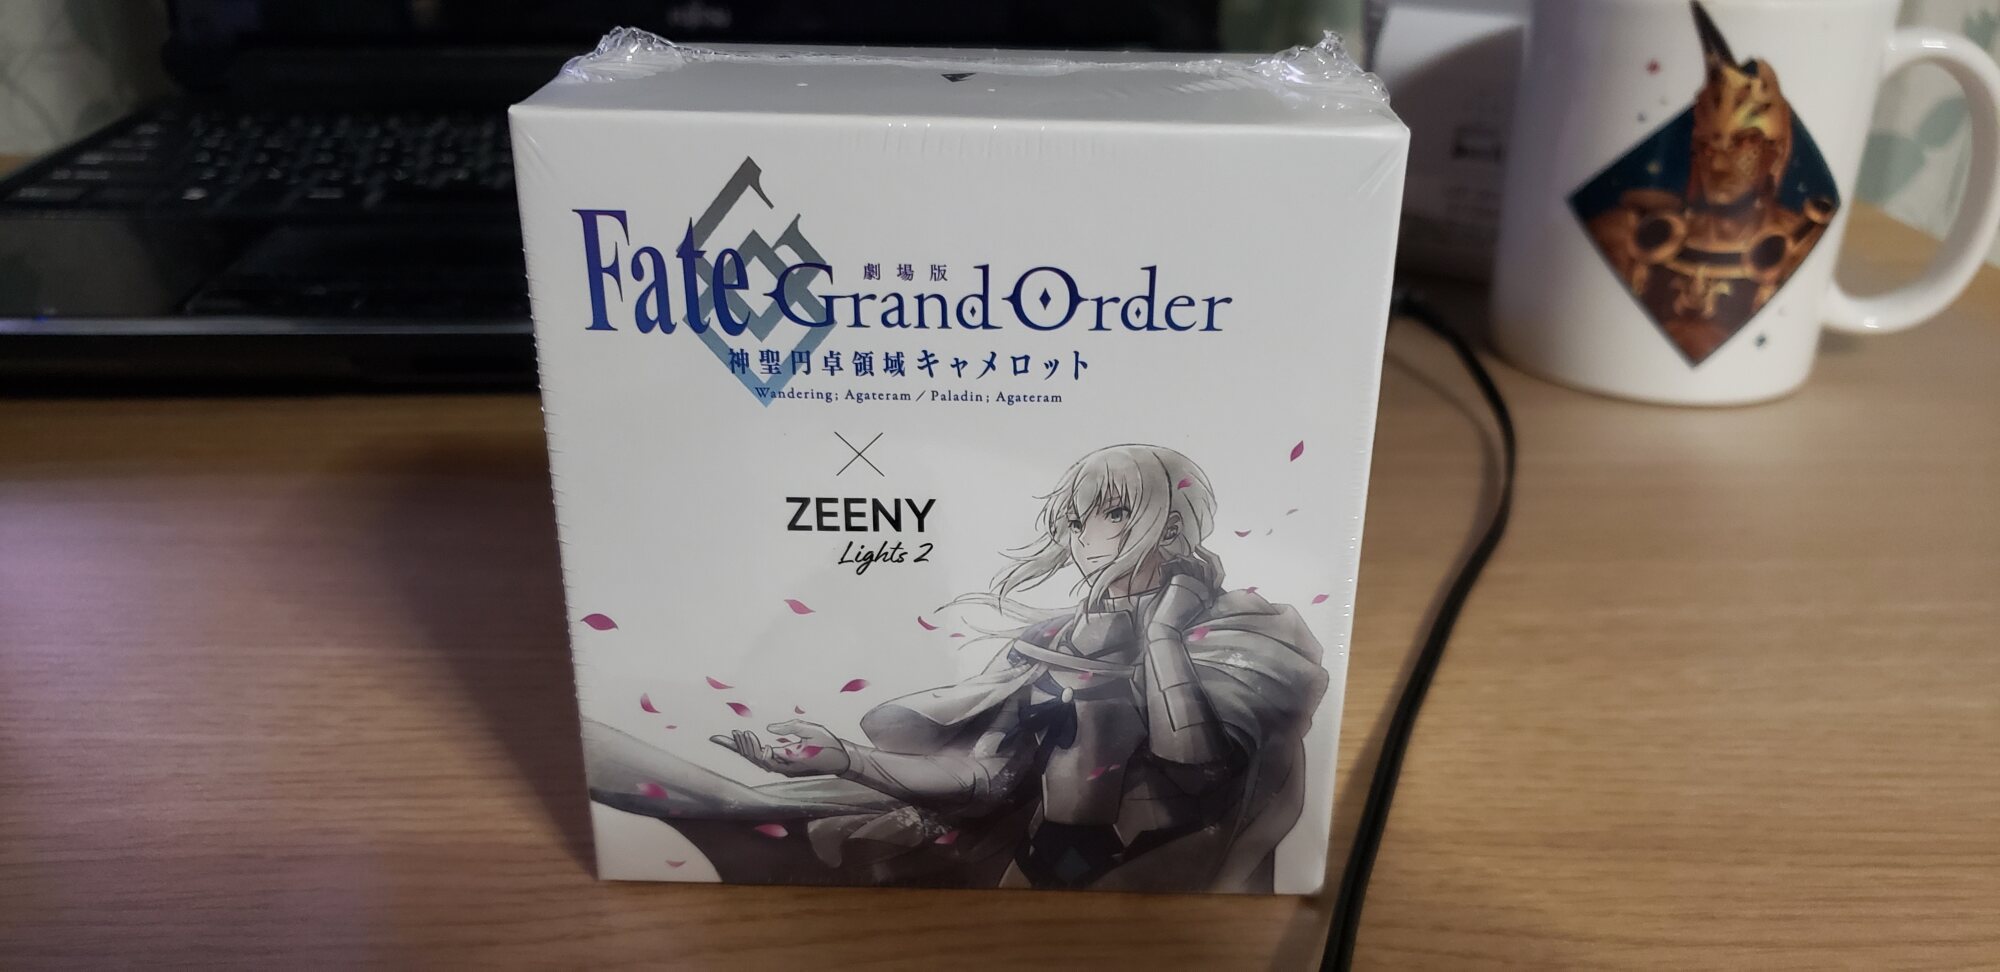 FUJITSU
Fate
劇場版
Grand Order
神聖円卓領域キャメロット
Wandering; Agateram / Paladin; Agateram
×
ZEENY
Lights 2